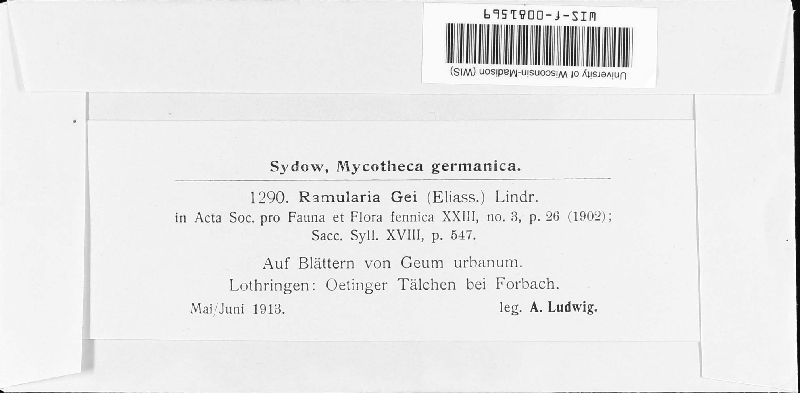 WIS-f-0081569
University of Wisconsin-Madison (WIS)
Sydow, Mycotheca germanica.
1290. Ramularia Gei (Eliass.) Lindr.
in Acta Soc. pro Fauna et Flora fennica XXIII, no. 3, p. 26 (1902);
Sacc. Syll. XVIII, p. 547.
Auf Blättern von Geum urbanum.
Lothringen: Oetinger Tälchen bei Forbach.
Mai/Juni 1913. leg. A. Ludwig.